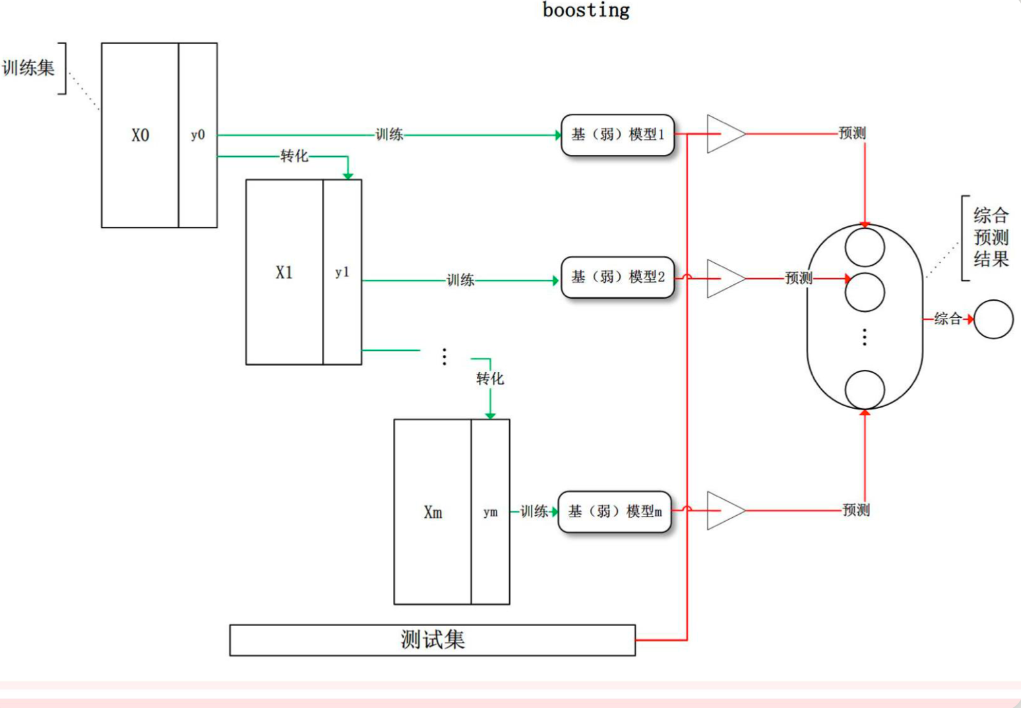 boosting
训练集
X0
y0
训练
基（弱）模型1
预测
转化
综合
预测
结果
X1
y1
训练
基（弱）模型2
预测
综合
转化
Xm
ym
训练
基（弱）模型m
预测
测试集